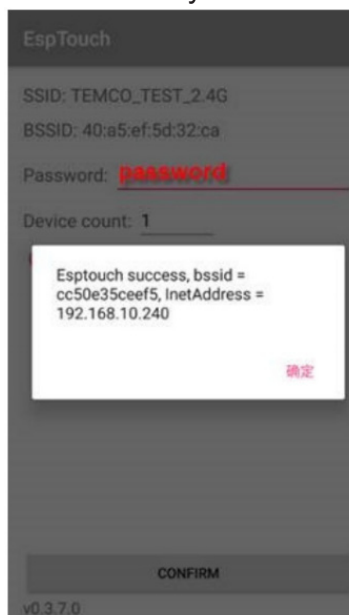 EspTouch
SSID: TEMCO_TEST_2.4G
BSSID: 40:a5:ef:5d:32:ca
Password: password
Device count: 1
Esptouch success, bssid =
cc50e35ceef5, InetAddress =
192.168.10.240
确定
CONFIRM
v0.3.7.0